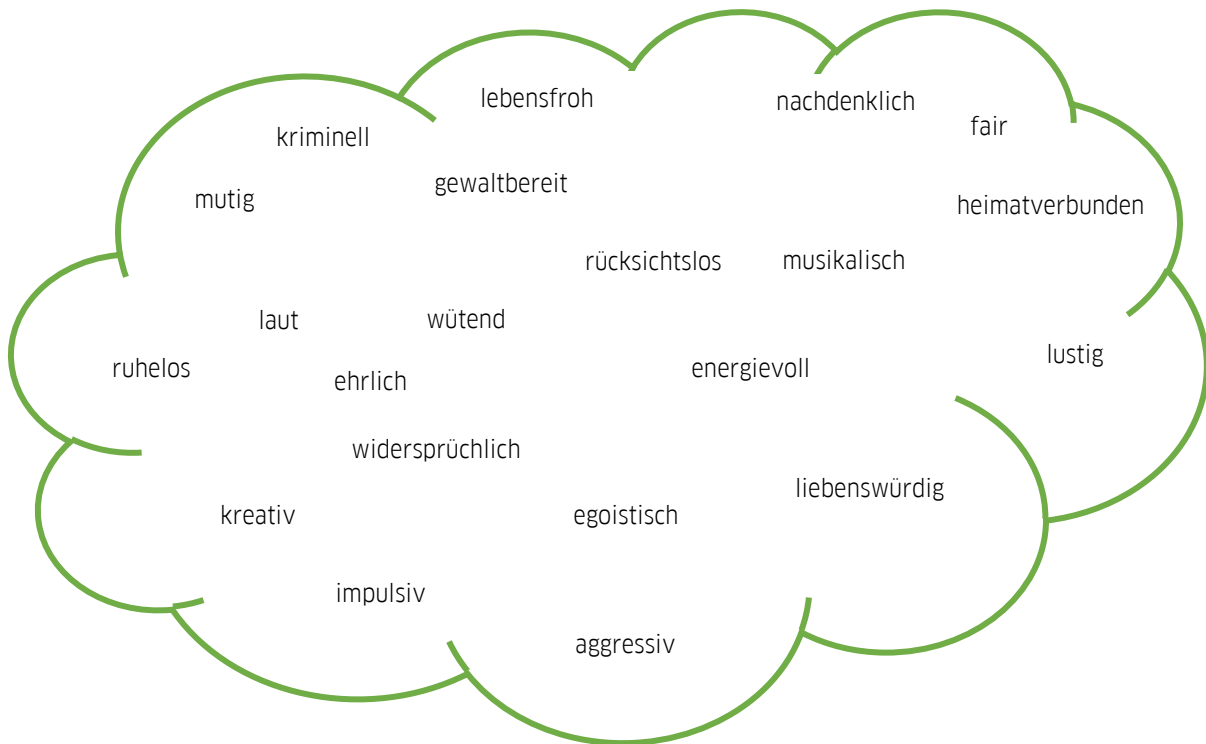 lebensfroh
nachdenklich
fair
kriminell
gewaltbereit
mutig
heimatverbunden
rücksichtslos
musikalisch
laut
wütend
lustig
ruhelos
energievoll
ehrlich
widersprüchlich
liebenswürdig
kreativ
egoistisch
impulsiv
aggressiv